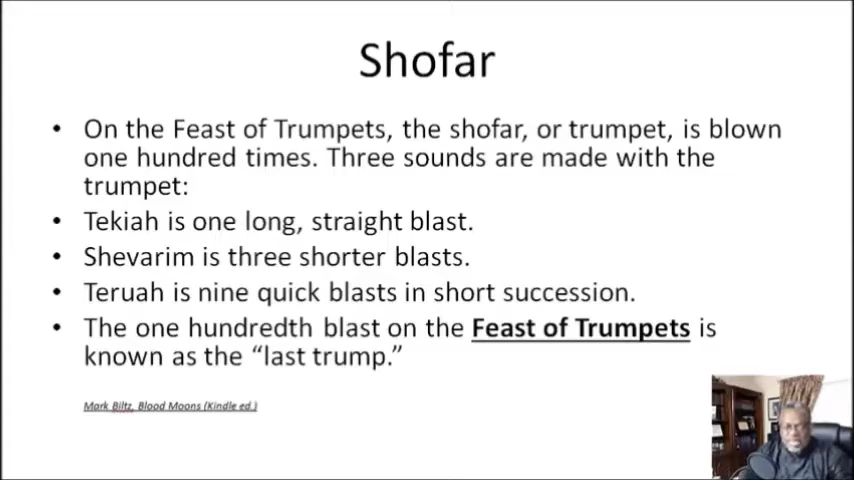 Shofar
• On the Feast of Trumpets, the shofar, or trumpet, is blown
one hundred times. Three sounds are made with the
trumpet:
• Tekiah is one long, straight blast.
• Shevarim is three shorter blasts.
• Teruah is nine quick blasts in short succession.
• The one hundredth blast on the Feast of Trumpets is
known as the “last trump.”
Mark Biltz, Blood Moons (Kindle ed.)